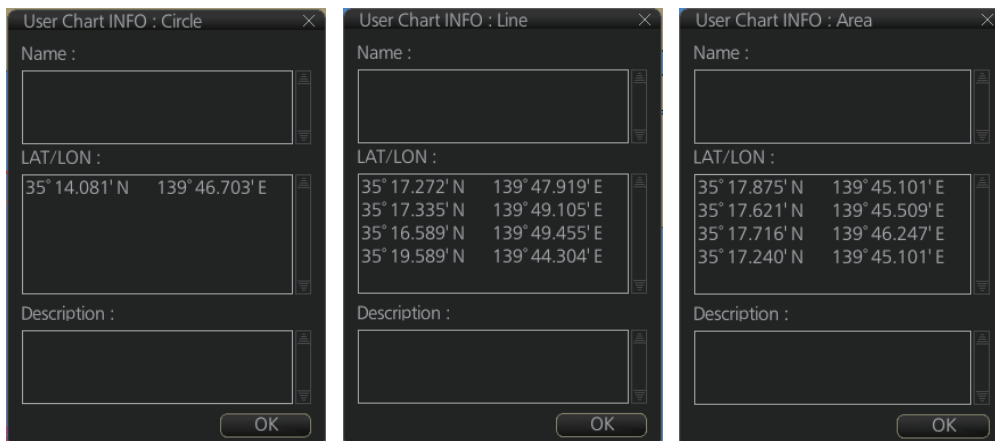 User Chart INFO : Circle
Name :
LAT/LON :
35° 14.081' N 139° 46.703' E
Description :
OK
User Chart INFO : Line
Name :
LAT/LON :
35° 17.272' N 139° 47.919' E
35° 17.335' N 139° 49.105' E
35° 16.589' N 139° 49.455' E
35° 19.589' N 139° 44.304' E
Description :
OK
User Chart INFO : Area
Name :
LAT/LON :
35° 17.875' N 139° 45.101' E
35° 17.621' N 139° 45.509' E
35° 17.716' N 139° 46.247' E
35° 17.240' N 139° 45.101' E
Description :
OK